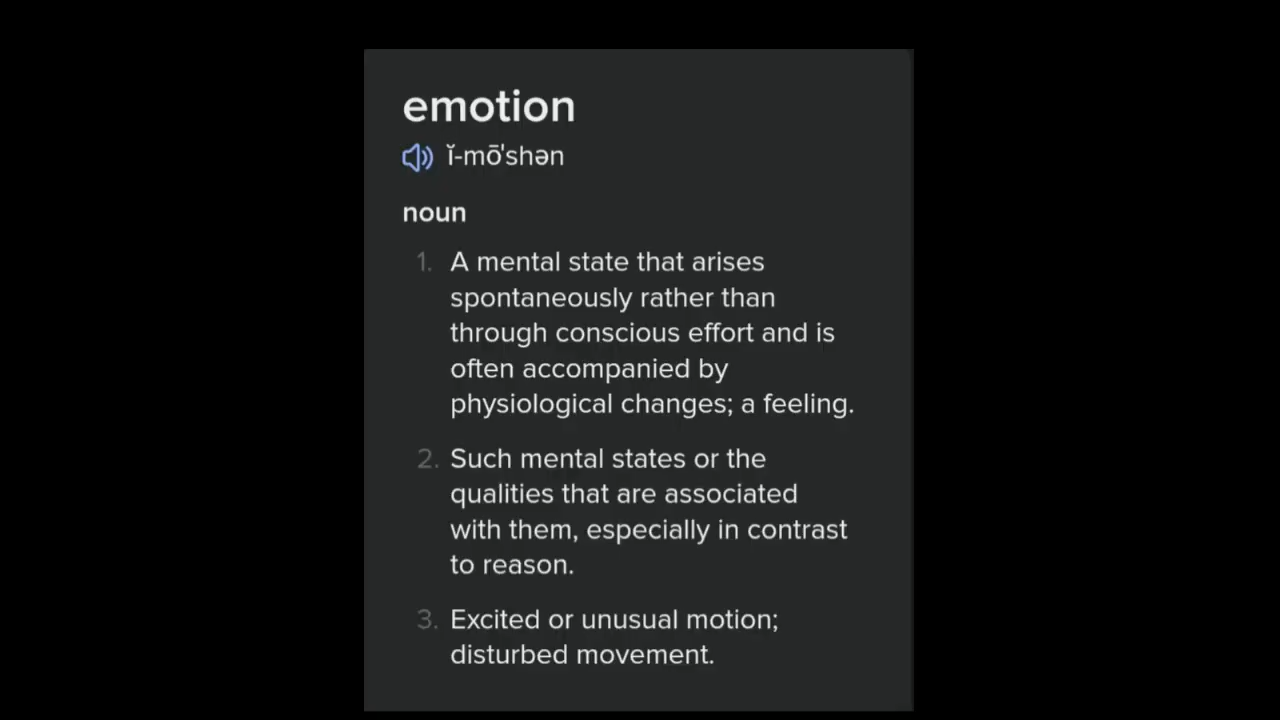 emotion
ĭ-mō'shən
noun
1. A mental state that arises
spontaneously rather than
through conscious effort and is
often accompanied by
physiological changes; a feeling.
2. Such mental states or the
qualities that are associated
with them, especially in contrast
to reason.
3. Excited or unusual motion;
disturbed movement.